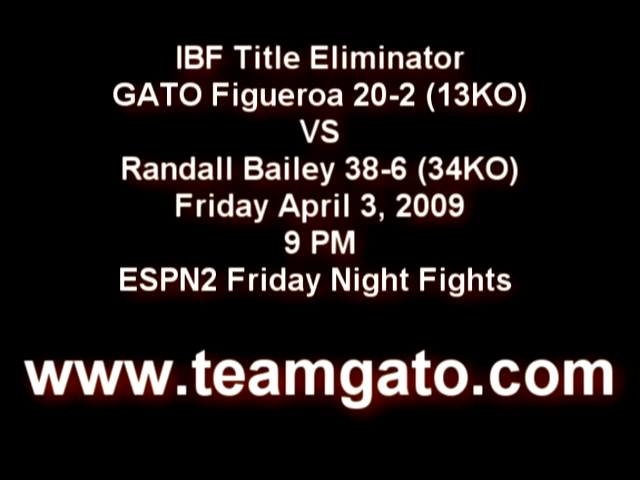 IBF Title Eliminator
GATO Figueroa 20-2 (13KO)
VS
Randall Bailey 38-6 (34KO)
Friday April 3, 2009
9 PM
ESPN2 Friday Night Fights
www.teamgato.com